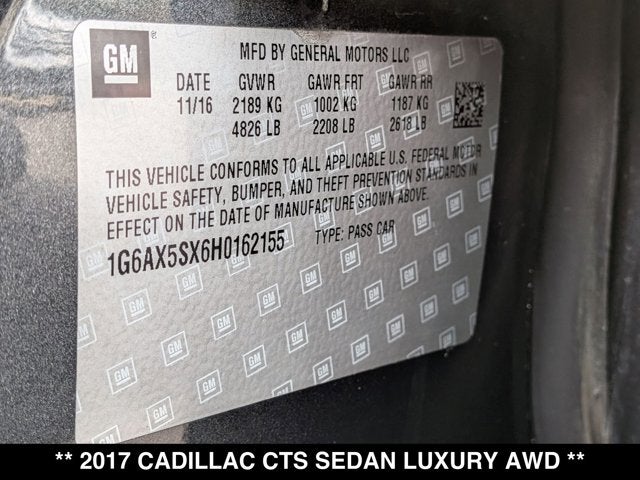 GM
MFD BY GENERAL MOTORS LLC
DATE GVWR GAWR FRT GAWR RR
11/16 2189 KG 1002 KG 1187 KG
4826 LB 2208 LB 2618 LB
THIS VEHICLE CONFORMS TO ALL APPLICABLE U.S. FEDERAL MOTOR
VEHICLE SAFETY, BUMPER, AND THEFT PREVENTION STANDARDS IN
EFFECT ON THE DATE OF MANUFACTURE SHOWN ABOVE.
1G6AX5SX6H0162155 TYPE: PASS CAR
** 2017 CADILLAC CTS SEDAN LUXURY AWD **